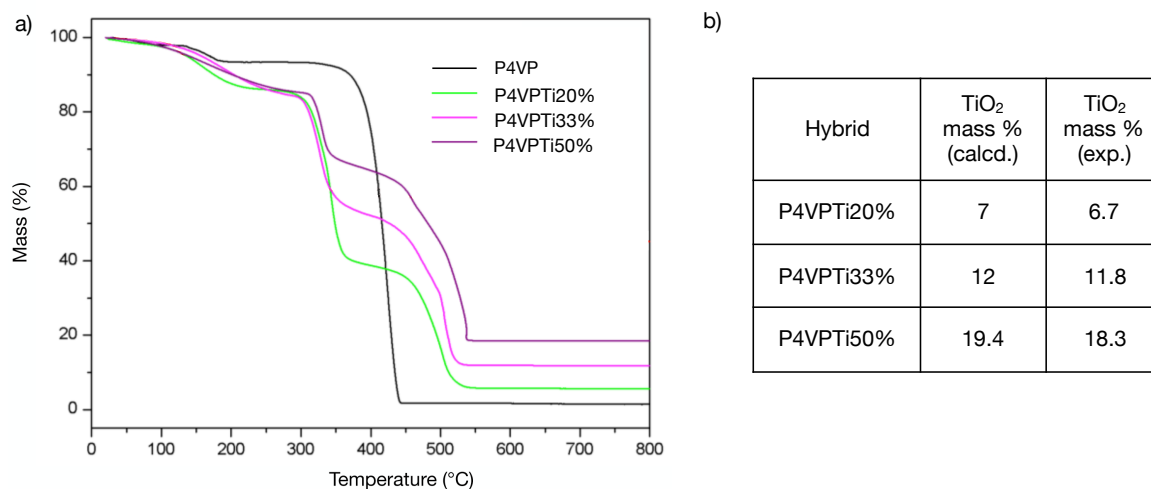 a)
b)
100
80
60
40
20
0
Mass (%)
0 100 200 300 400 500 600 700 800
Temperature (°C)
P4VP
P4VPTi20%
P4VPTi33%
P4VPTi50%
Hybrid
TiO₂
mass %
(calcd.)
TiO₂
mass %
(exp.)
P4VPTi20% 7 6.7
P4VPTi33% 12 11.8
P4VPTi50% 19.4 18.3